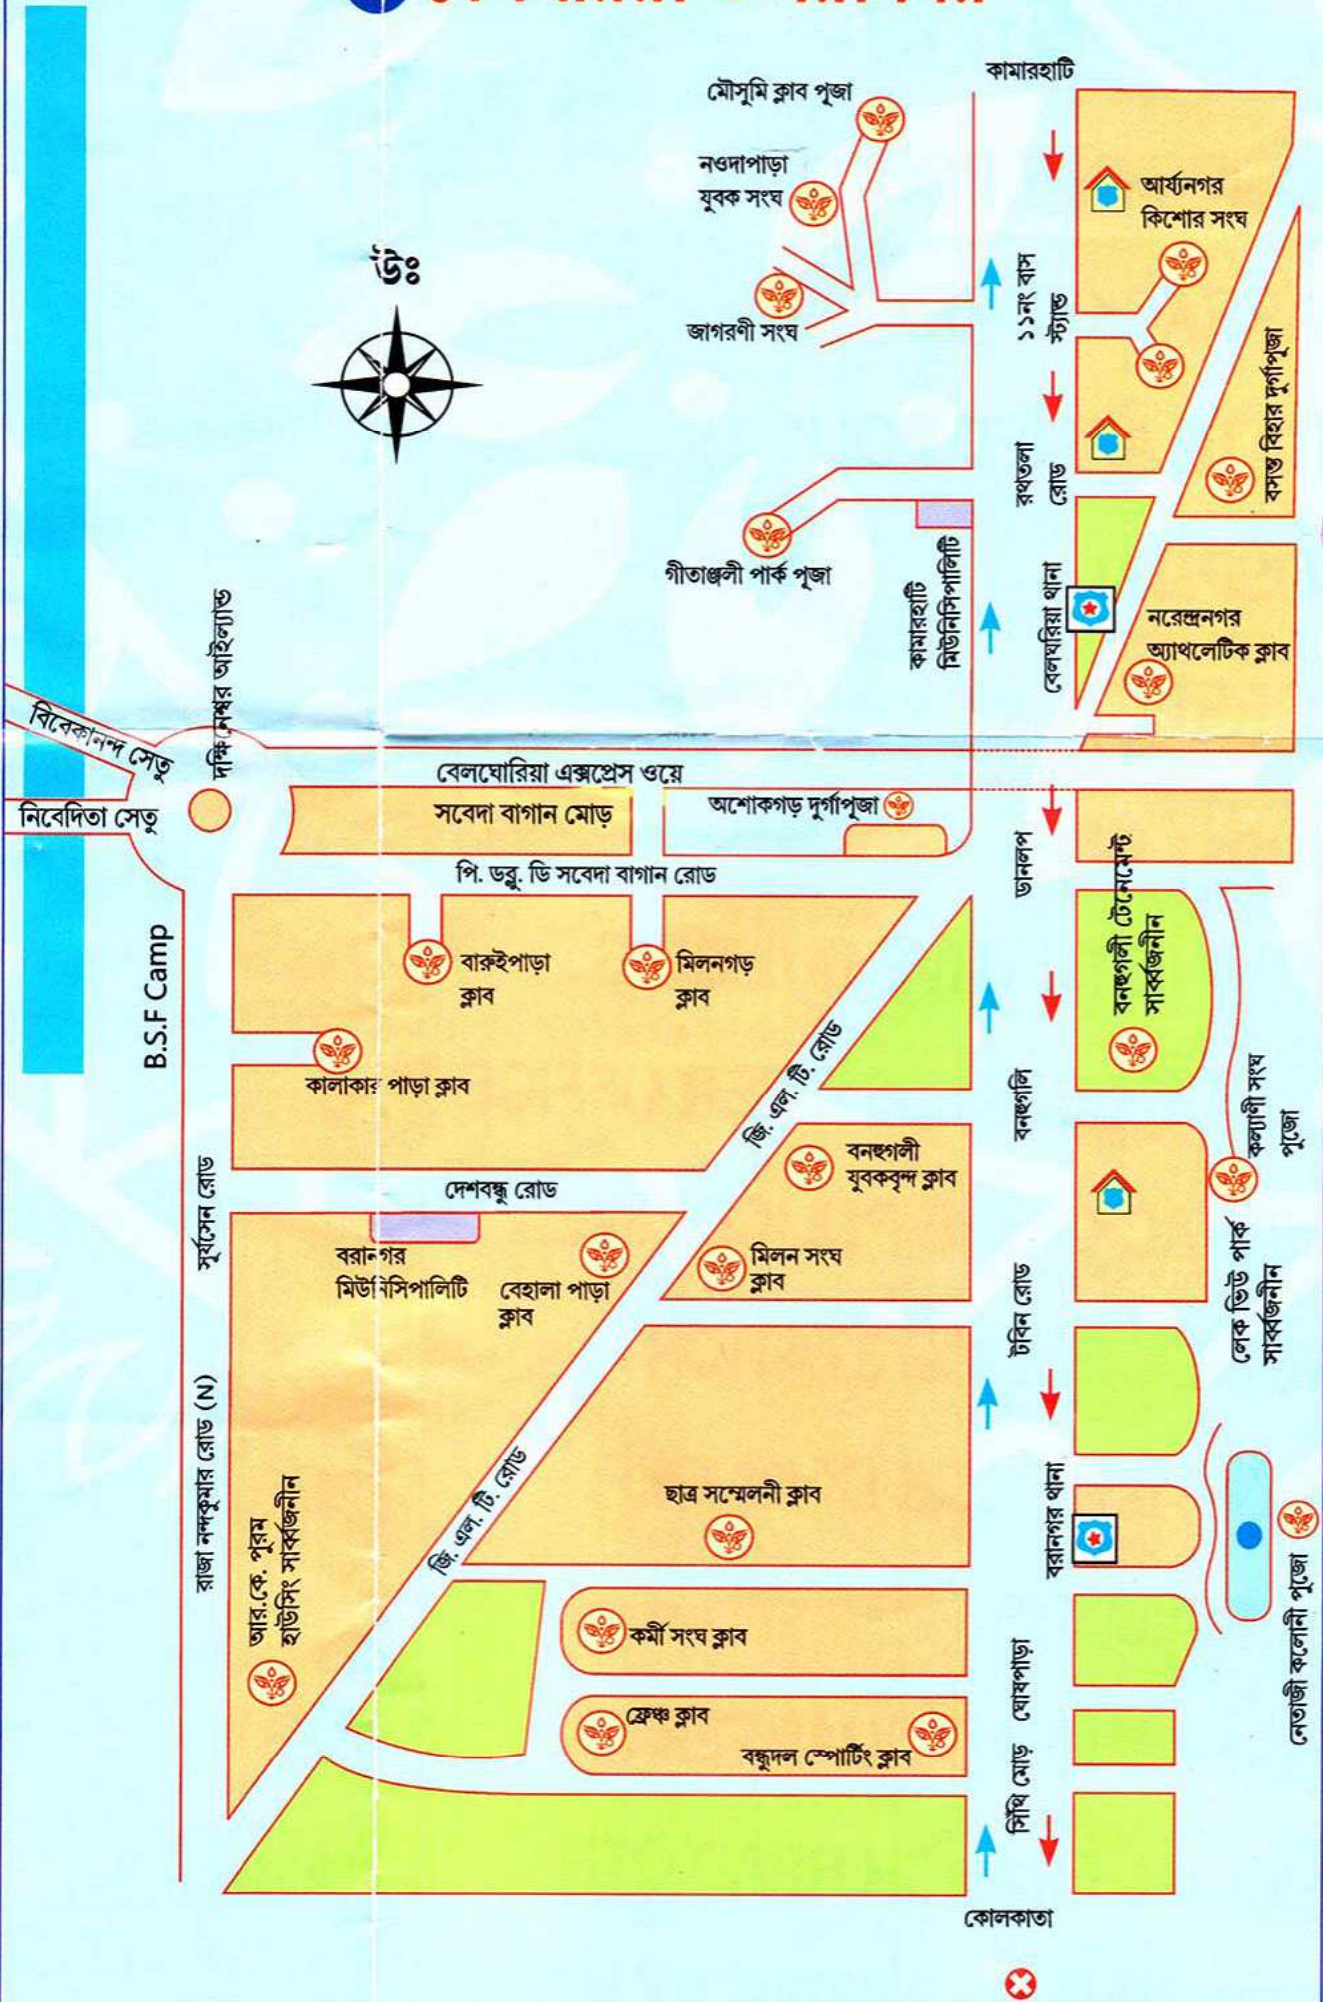 কামারহাটি
মৌসুমি ক্লাব পূজা
নওদাপাড়া
যুবক সংঘ
আর্য্যনগর
কিশোর সংঘ
উঃ
জাগরণী সংঘ
১১নং বাস
স্ট্যান্ড
বসন্ত বিহার দুর্গাপূজা
রথতলা
রোড
গীতাঞ্জলী পার্ক পূজা
কামারহাটি
মিউনিসিপালিটি
বেলঘরিয়া থানা
নরেন্দ্রনগর
অ্যাথলেটিক ক্লাব
দক্ষিনেশ্বর আইল্যান্ড
বিবেকানন্দ সেতু
নিবেদিতা সেতু
বেলঘোরিয়া এক্সপ্রেস ওয়ে
সবেদা বাগান মোড়
অশোকগড় দুর্গাপূজা
পি. ডব্লু. ডি সবেদা বাগান রোড
ডানলপ
বনহুগলী টেনেমেন্ট
সার্ব্বজনীন
B.S.F Camp
বারুইপাড়া
ক্লাব
মিলনগড়
ক্লাব
কালাকার পাড়া ক্লাব
জি. এল. টি. রোড
বনহুগলি
কল্যাণী সংঘ
পুজো
বনহুগলী
যুবকবৃন্দ ক্লাব
সূর্যসেন রোড
দেশবন্ধু রোড
বরানগর
মিউনিসিপালিটি
বেহালা পাড়া
ক্লাব
মিলন সংঘ
ক্লাব
টবিন রোড
লেক ভিউ পার্ক
সার্ব্বজনীন
রাজা নন্দকুমার রোড (N)
আর.কে. পুরম
হাউসিং সার্ব্বজনীন
জি. এল. টি. রোড
ছাত্র সম্মেলনী ক্লাব
বরানগর থানা
নেতাজী কলোনী পুজো
কর্মী সংঘ ক্লাব
ঘোষপাড়া
ফ্রেঞ্চ ক্লাব
বন্ধুদল স্পোর্টিং ক্লাব
সিঁথি মোড়
কোলকাতা